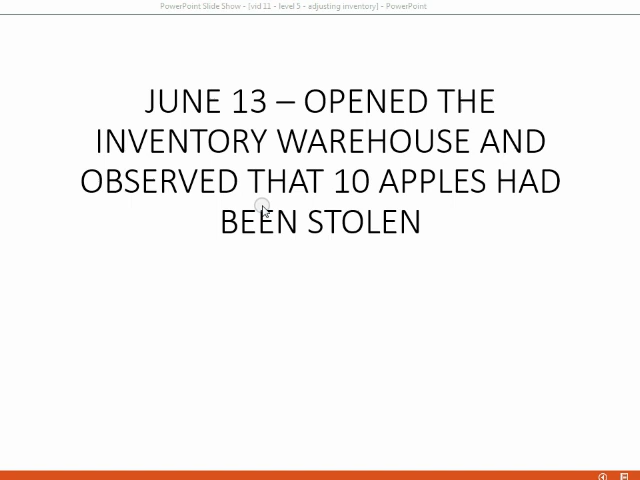 PowerPoint Slide Show - [vid 11 - level 5 - adjusting inventory] - PowerPoint
JUNE 13 – OPENED THE
INVENTORY WAREHOUSE AND
OBSERVED THAT 10 APPLES HAD
BEEN STOLEN